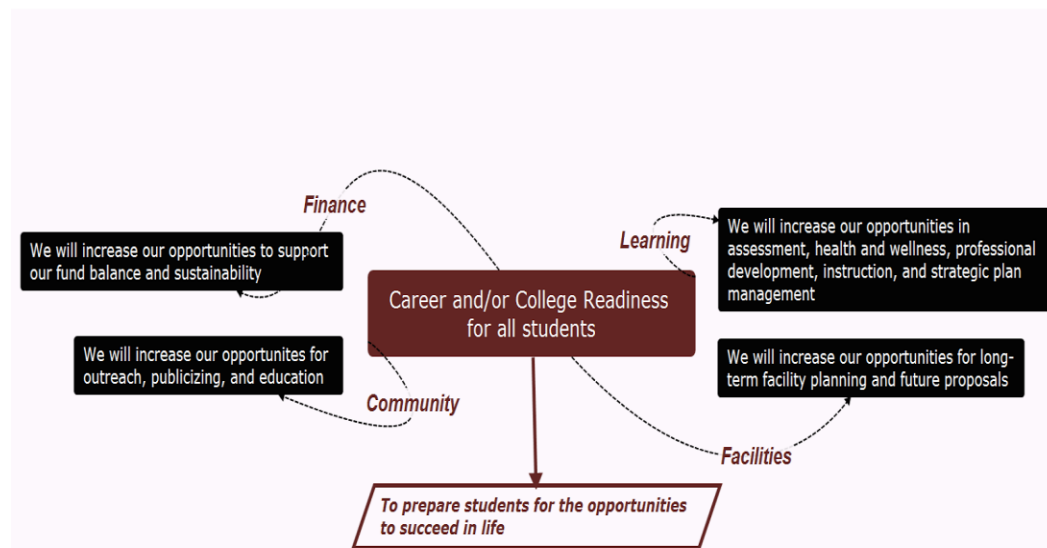 Finance
We will increase our opportunities to support
our fund balance and sustainability
Learning
We will increase our opportunities in
assessment, health and wellness, professional
development, instruction, and strategic plan
management
Career and/or College Readiness
for all students
We will increase our opportunites for
outreach, publicizing, and education
Community
We will increase our opportunities for long-
term facility planning and future proposals
Facilities
To prepare students for the opportunities
to succeed in life